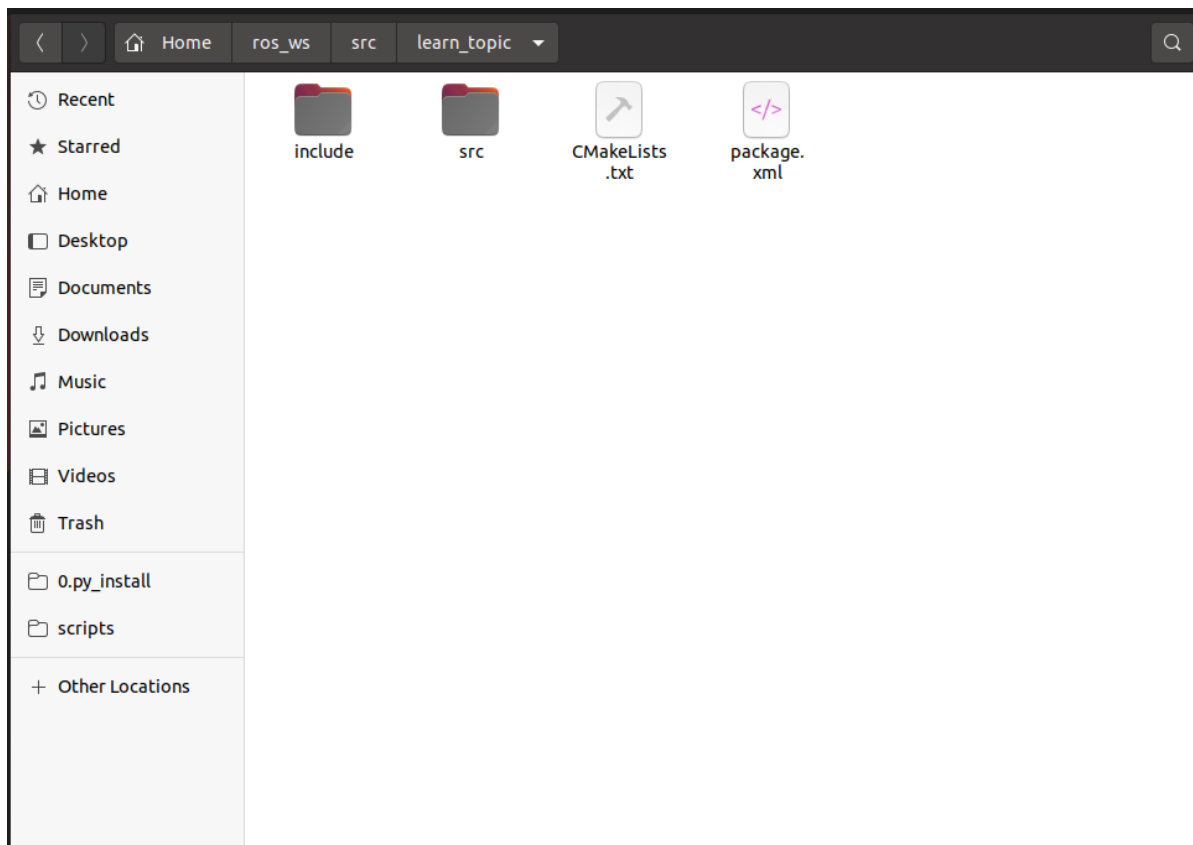 Home ros_ws src learn_topic
Recent
Starred
Home
Desktop
Documents
Downloads
Music
Pictures
Videos
Trash
0.py_install
scripts
Other Locations
include
src
CMakeLists
.txt
</>
package.
xml